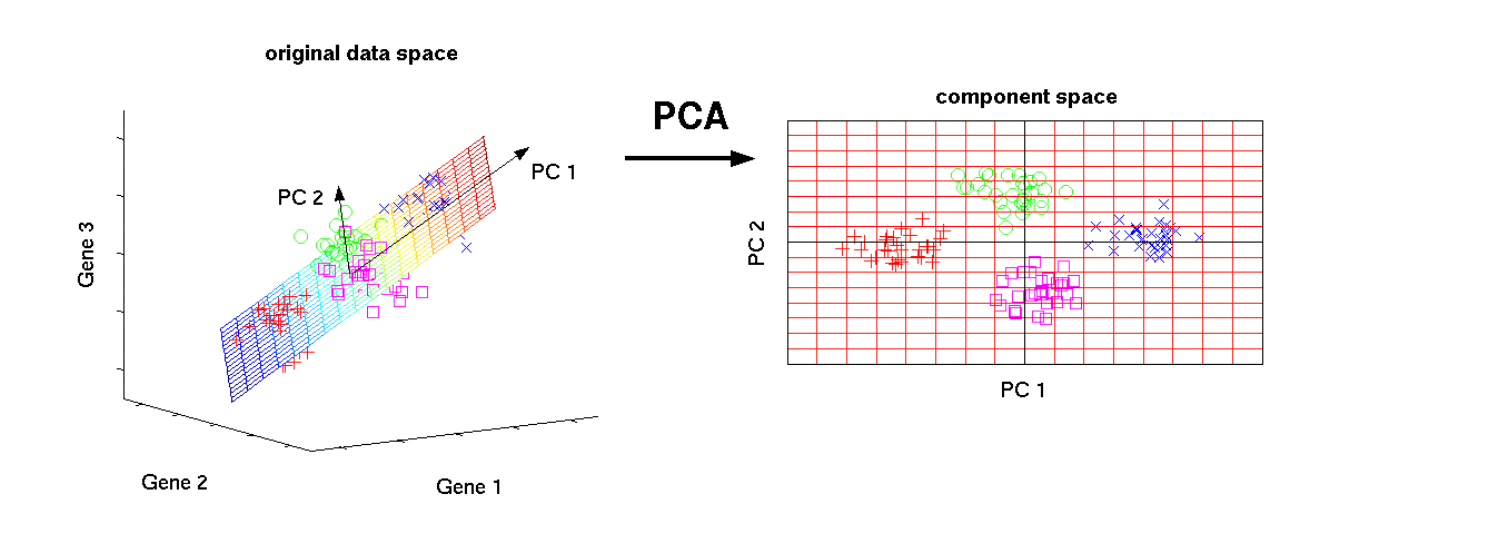 original data space
PCA
component space
PC 1
PC 2
Gene 3
PC 2
PC 1
Gene 2
Gene 1